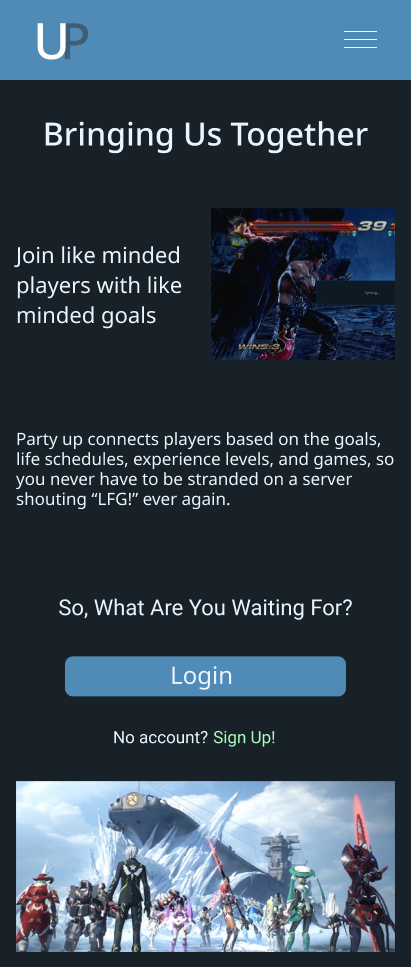 UP
Bringing Us Together
39
Join like minded
players with like
minded goals
WINS:3
Party up connects players based on the goals,
life schedules, experience levels, and games, so
you never have to be stranded on a server
shouting “LFG!” ever again.
So, What Are You Waiting For?
Login
No account? Sign Up!